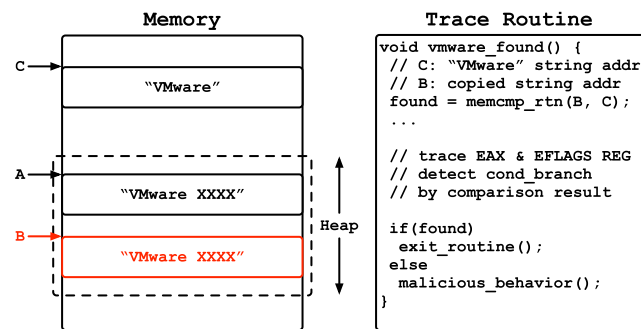 Memory
C
"VMware"
A
"VMware XXXX"
Heap
B
"VMware XXXX"
Trace Routine
void vmware_found() {
// C: "VMware" string addr
// B: copied string addr
found = memcmp_rtn(B, C);
...
// trace EAX & EFLAGS REG
// detect cond_branch
// by comparison result
if(found)
exit_routine();
else
malicious_behavior();
}